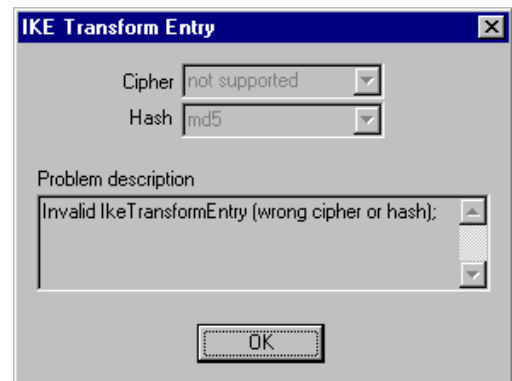 IKE Transform Entry
Cipher not supported
Hash md5
Problem description
Invalid IkeTransformEntry (wrong cipher or hash);
OK